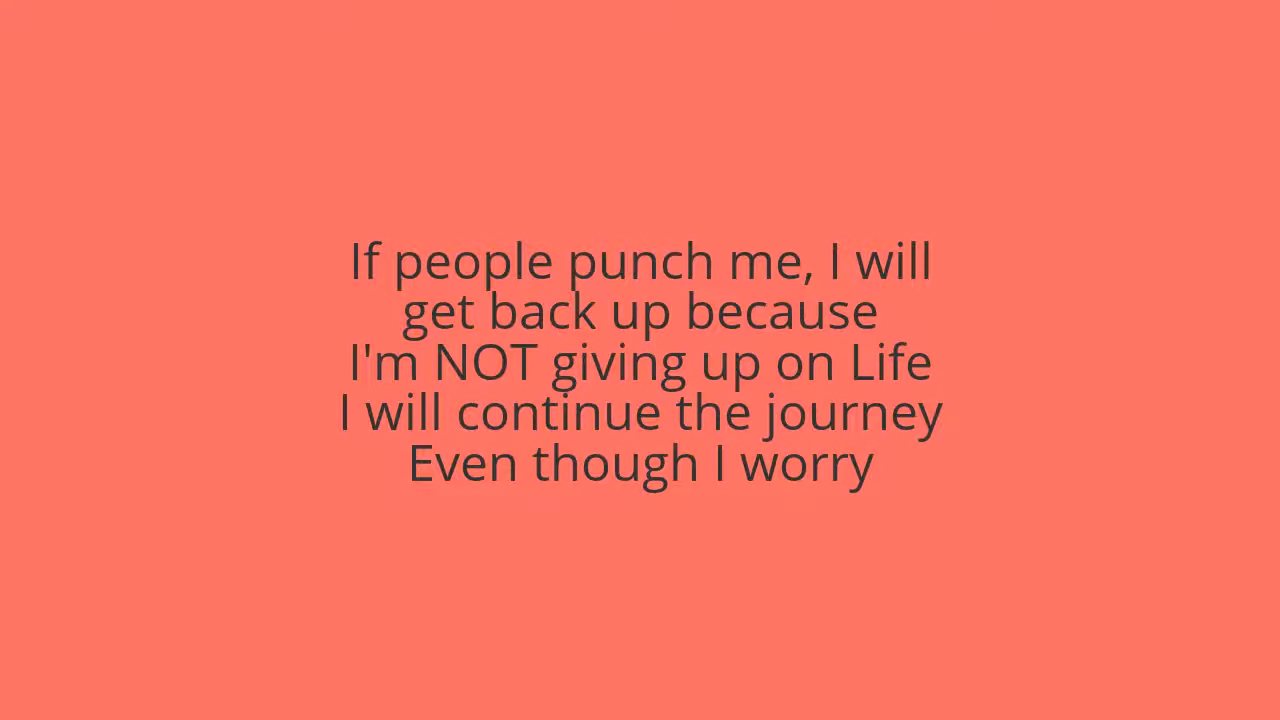 If people punch me, I will
get back up because
I'm NOT giving up on Life
I will continue the journey
Even though I worry